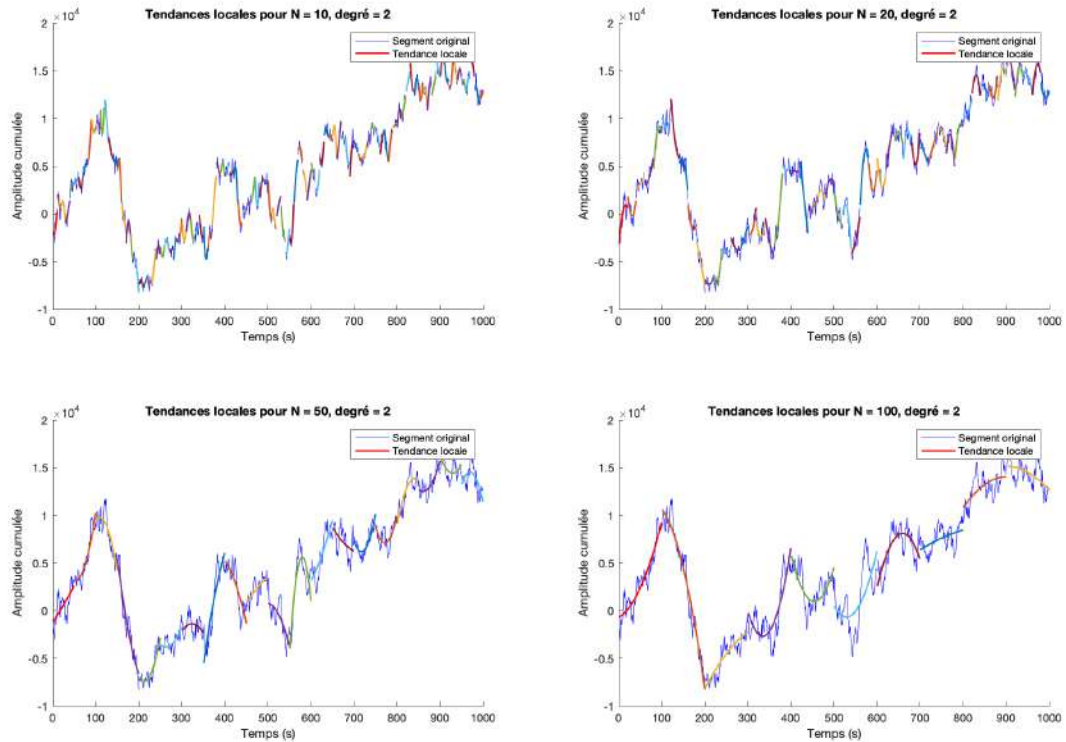 Tendances locales pour N = 10, degré = 2
×10⁴
Segment original
Tendance locale
Amplitude cumulée
2
1.5
1
0.5
0
-0.5
-1
0 100 200 300 400 500 600 700 800 900 1000
Temps (s)
Tendances locales pour N = 20, degré = 2
×10⁴
Segment original
Tendance locale
Amplitude cumulée
2
1.5
1
0.5
0
-0.5
-1
0 100 200 300 400 500 600 700 800 900 1000
Temps (s)
Tendances locales pour N = 50, degré = 2
×10⁴
Segment original
Tendance locale
Amplitude cumulée
2
1.5
1
0.5
0
-0.5
-1
0 100 200 300 400 500 600 700 800 900 1000
Temps (s)
Tendances locales pour N = 100, degré = 2
×10⁴
Segment original
Tendance locale
Amplitude cumulée
2
1.5
1
0.5
0
-0.5
-1
0 100 200 300 400 500 600 700 800 900 1000
Temps (s)